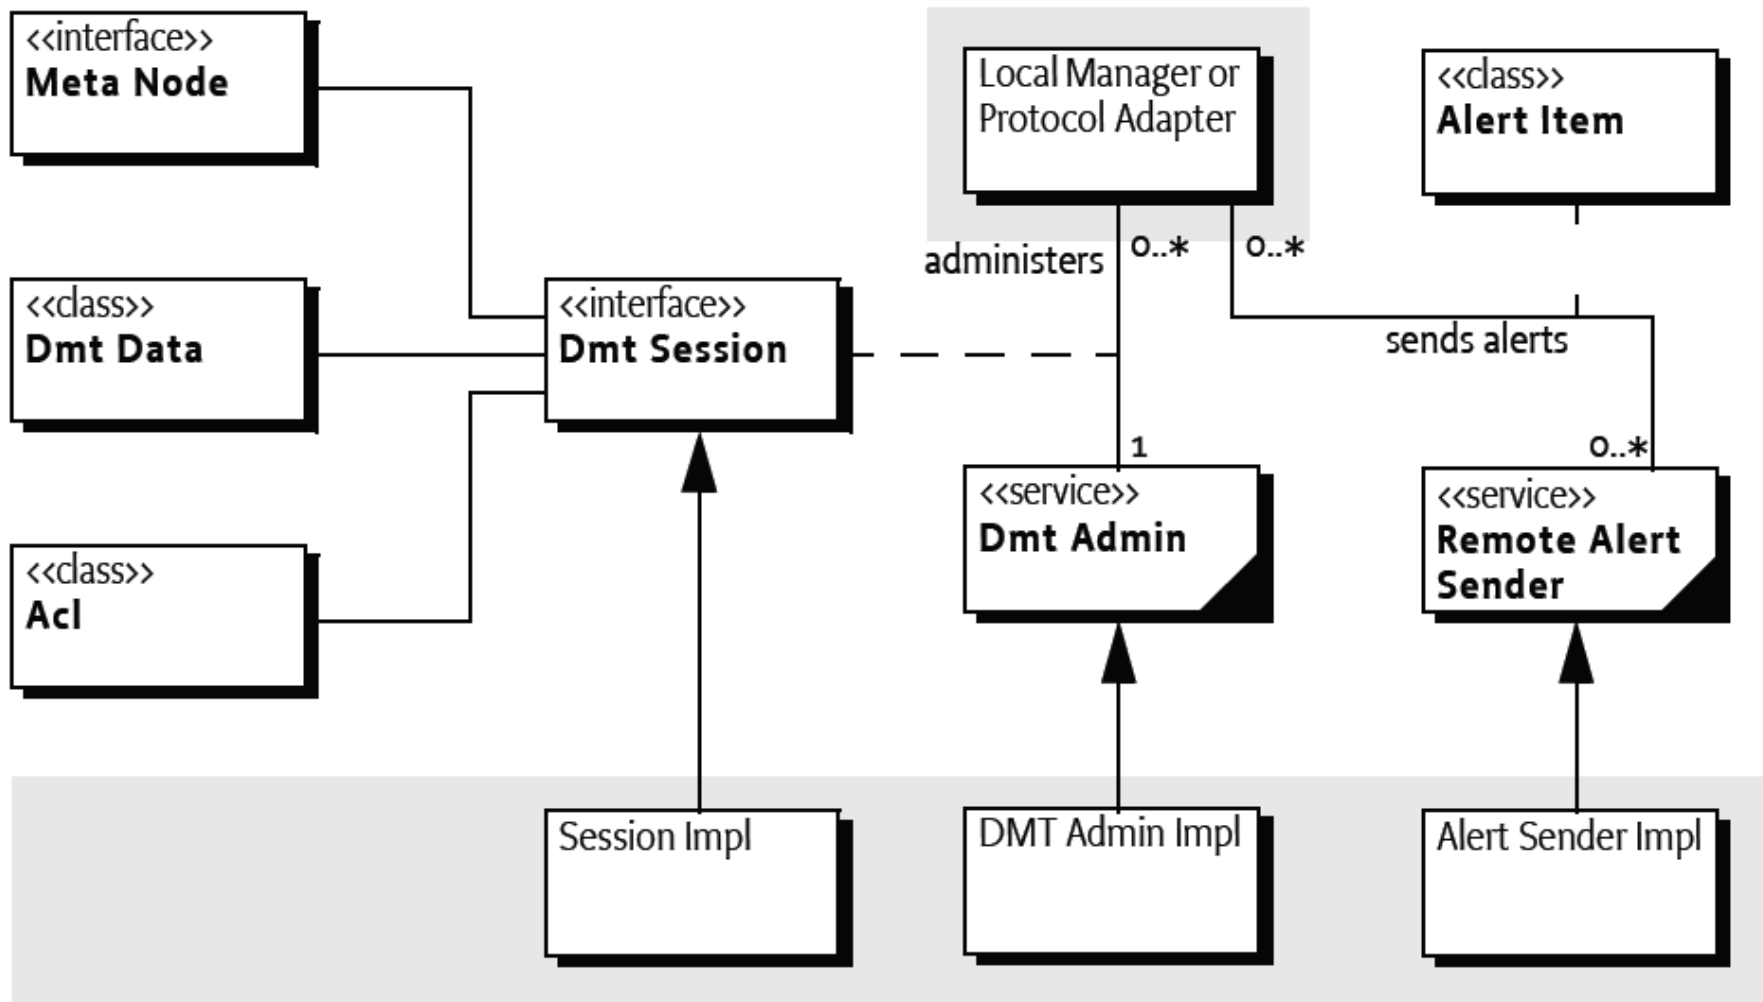 <<interface>>
Meta Node
Local Manager or
Protocol Adapter
<<class>>
Alert Item
administers
0..*
0..*
<<class>>
Dmt Data
<<interface>>
Dmt Session
sends alerts
1
0..*
<<service>>
Dmt Admin
<<service>>
Remote Alert
Sender
<<class>>
Acl
Session Impl
DMT Admin Impl
Alert Sender Impl